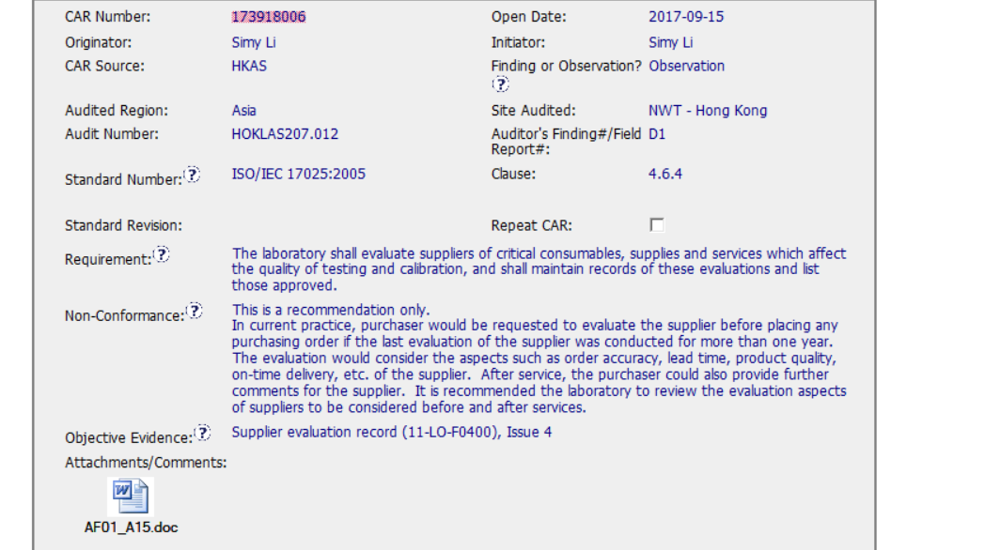 CAR Number: 173918006 Open Date: 2017-09-15
Originator: Simy Li Initiator: Simy Li
CAR Source: HKAS Finding or Observation? Observation
?
Audited Region: Asia Site Audited: NWT - Hong Kong
Audit Number: HOKLAS207.012 Auditor's Finding#/Field D1
Report#:
Standard Number: ? ISO/IEC 17025:2005 Clause: 4.6.4
Standard Revision: Repeat CAR:
Requirement: ? The laboratory shall evaluate suppliers of critical consumables, supplies and services which affect
the quality of testing and calibration, and shall maintain records of these evaluations and list
those approved.
Non-Conformance: ? This is a recommendation only.
In current practice, purchaser would be requested to evaluate the supplier before placing any
purchasing order if the last evaluation of the supplier was conducted for more than one year.
The evaluation would consider the aspects such as order accuracy, lead time, product quality,
on-time delivery, etc. of the supplier. After service, the purchaser could also provide further
comments for the supplier. It is recommended the laboratory to review the evaluation aspects
of suppliers to be considered before and after services.
Objective Evidence: ? Supplier evaluation record (11-LO-F0400), Issue 4
Attachments/Comments:
W
AF01_A15.doc